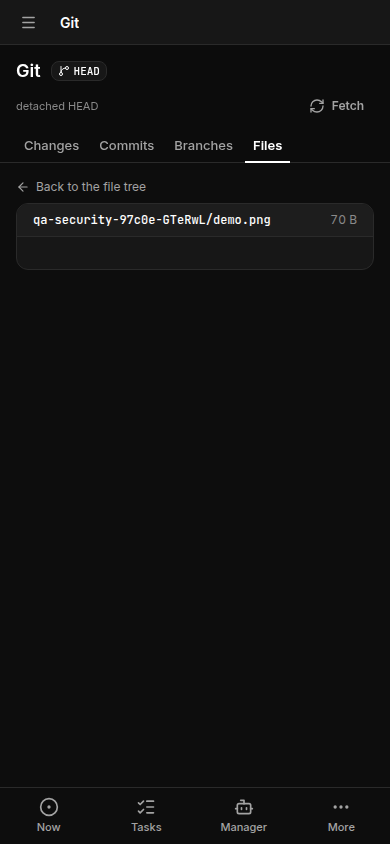 Git
Git HEAD
detached HEAD Fetch
Changes Commits Branches Files
Back to the file tree
qa-security-97c0e-GTeRwL/demo.png 70 B
Now Tasks Manager More